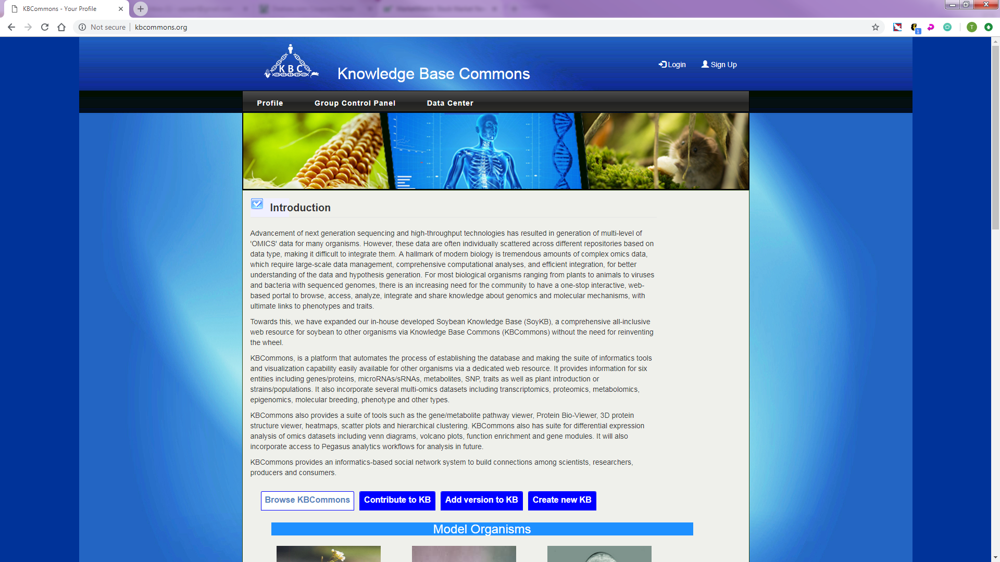 KBCommons - Your Profile
Not secure
kbcommons.org
1
T
KBC
Knowledge Base Commons
Login
Sign Up
Profile
Group Control Panel
Data Center
Introduction
Advancement of next generation sequencing and high-throughput technologies has resulted in generation of multi-level of
'OMICS' data for many organisms. However, these data are often individually scattered across different repositories based on
data type, making it difficult to integrate them. A hallmark of modern biology is tremendous amounts of complex omics data,
which require large-scale data management, comprehensive computational analyses, and efficient integration, for better
understanding of the data and hypothesis generation. For most biological organisms ranging from plants to animals to viruses
and bacteria with sequenced genomes, there is an increasing need for the community to have a one-stop interactive, web-
based portal to browse, access, analyze, integrate and share knowledge about genomics and molecular mechanisms, with
ultimate links to phenotypes and traits.
Towards this, we have expanded our in-house developed Soybean Knowledge Base (SoyKB), a comprehensive all-inclusive
web resource for soybean to other organisms via Knowledge Base Commons (KBCommons) without the need for reinventing
the wheel.
KBCommons, is a platform that automates the process of establishing the database and making the suite of informatics tools
and visualization capability easily available for other organisms via a dedicated web resource. It provides information for six
entities including genes/proteins, microRNAs/sRNAs, metabolites, SNP, traits as well as plant introduction or
strains/populations. It also incorporate several multi-omics datasets including transcriptomics, proteomics, metabolomics,
epigenomics, molecular breeding, phenotype and other types.
KBCommons also provides a suite of tools such as the gene/metabolite pathway viewer, Protein Bio-Viewer, 3D protein
structure viewer, heatmaps, scatter plots and hierarchical clustering. KBCommons also has suite for differential expression
analysis of omics datasets including venn diagrams, volcano plots, function enrichment and gene modules. It will also
incorporate access to Pegasus analytics workflows for analysis in future.
KBCommons provides an informatics-based social network system to build connections among scientists, researchers,
producers and consumers.
Browse KBCommons
Contribute to KB
Add version to KB
Create new KB
Model Organisms